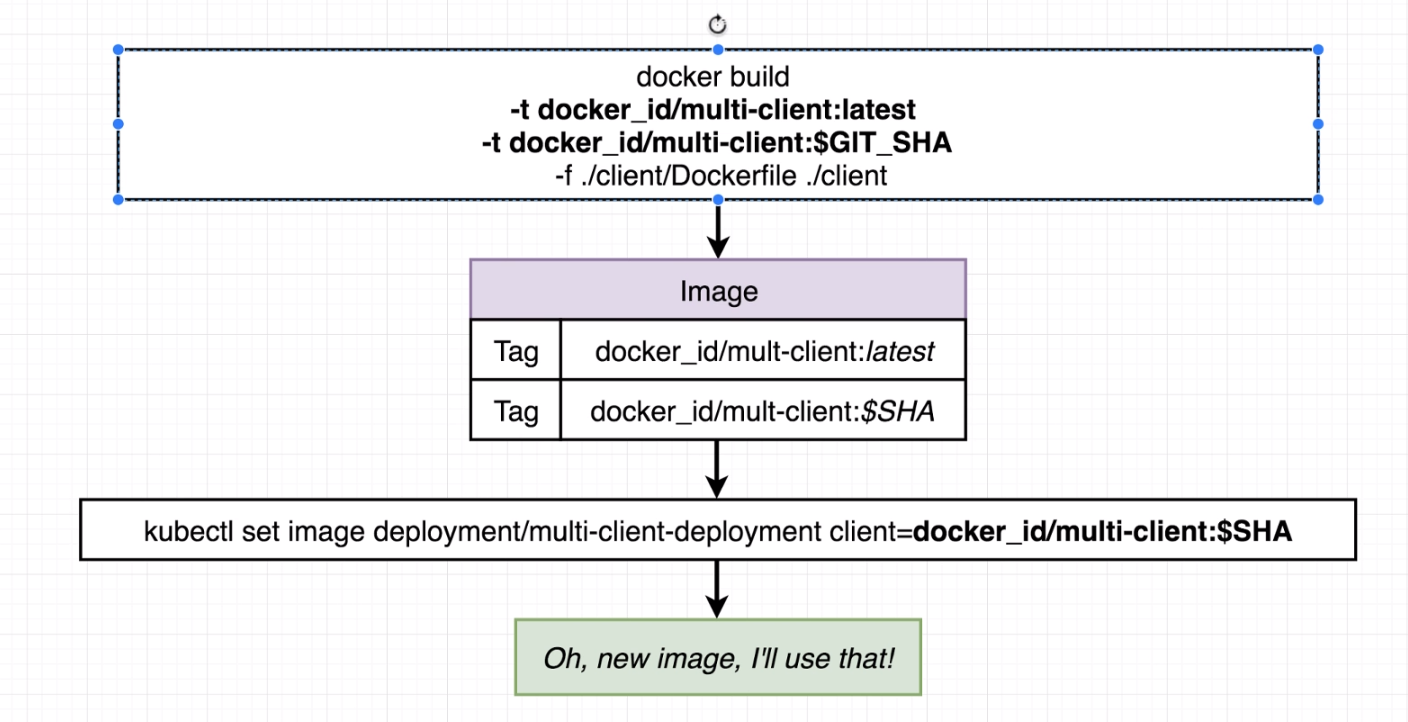 docker build
-t docker_id/multi-client:latest
-t docker_id/multi-client:$GIT_SHA
-f ./client/Dockerfile ./client
Image
Tag docker_id/mult-client:latest
Tag docker_id/mult-client:$SHA
kubectl set image deployment/multi-client-deployment client=docker_id/multi-client:$SHA
Oh, new image, I'll use that!